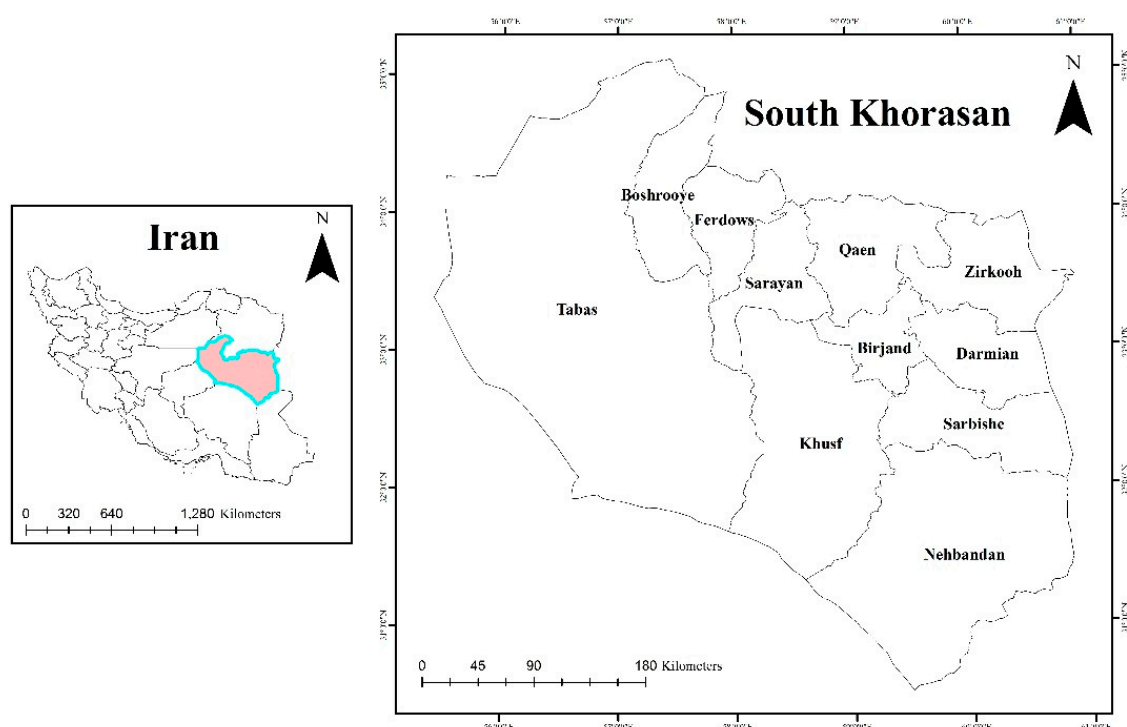 N
Iran
0 320 640 1,280 Kilometers
South Khorasan
N
Boshrooye
Ferdows
Qaen
Zirkooh
Sarayan
Tabas
Birjand
Darmian
Sarbishe
Khusf
Nehbandan
0 45 90 180 Kilometers